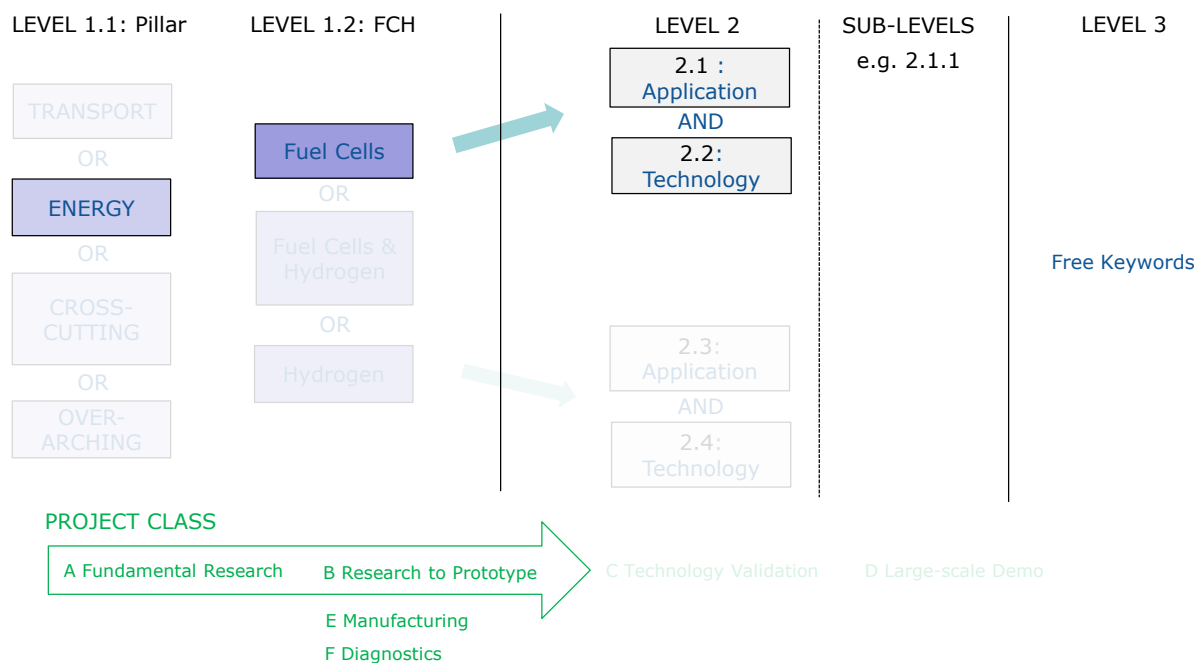 LEVEL 1.1: Pillar
LEVEL 1.2: FCH
LEVEL 2
SUB-LEVELS
e.g. 2.1.1
LEVEL 3
TRANSPORT
OR
ENERGY
OR
CROSS-
CUTTING
OR
OVER-
ARCHING
Fuel Cells
OR
Fuel Cells &
Hydrogen
OR
Hydrogen
2.1 :
Application
AND
2.2:
Technology
2.3:
Application
AND
2.4:
Technology
Free Keywords
PROJECT CLASS
A Fundamental Research
B Research to Prototype
C Technology Validation
D Large-scale Demo
E Manufacturing
F Diagnostics